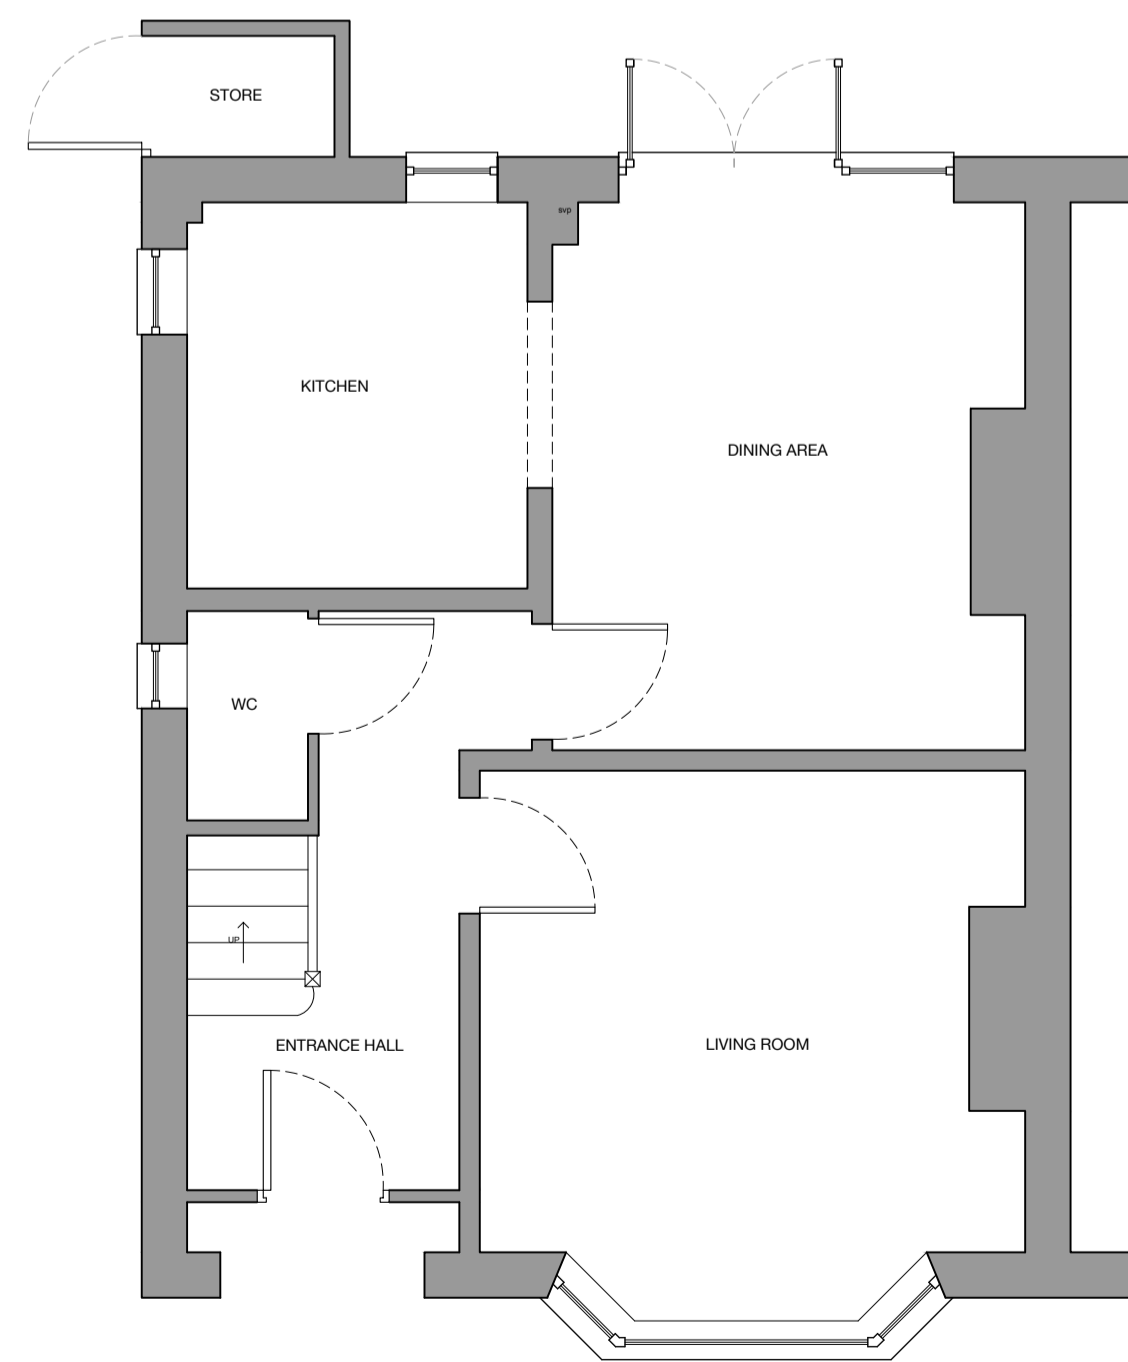 STORE
svp
KITCHEN
DINING AREA
WC
UP
ENTRANCE HALL
LIVING ROOM